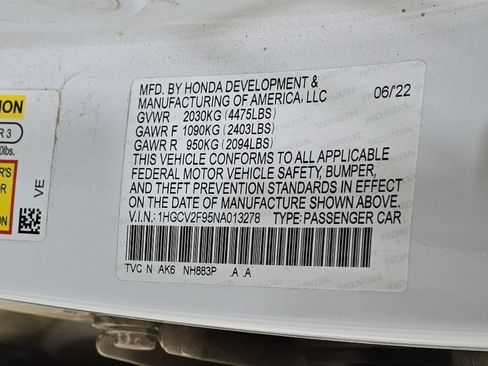 MFD. BY HONDA DEVELOPMENT &
MANUFACTURING OF AMERICA, LLC 06/'22
GVWR 2030KG (4475LBS)
GAWR F 1090KG (2403LBS)
GAWR R 950KG (2094LBS)
THIS VEHICLE CONFORMS TO ALL APPLICABLE
FEDERAL MOTOR VEHICLE SAFETY, BUMPER,
AND THEFT PREVENTION STANDARDS IN EFFECT
ON THE DATE OF MANUFACTURE SHOWN ABOVE.
V.I.N.: 1HGCV2F95NA013278 TYPE:PASSENGER CAR
TVC N AK6 NH883P .A .A
VE